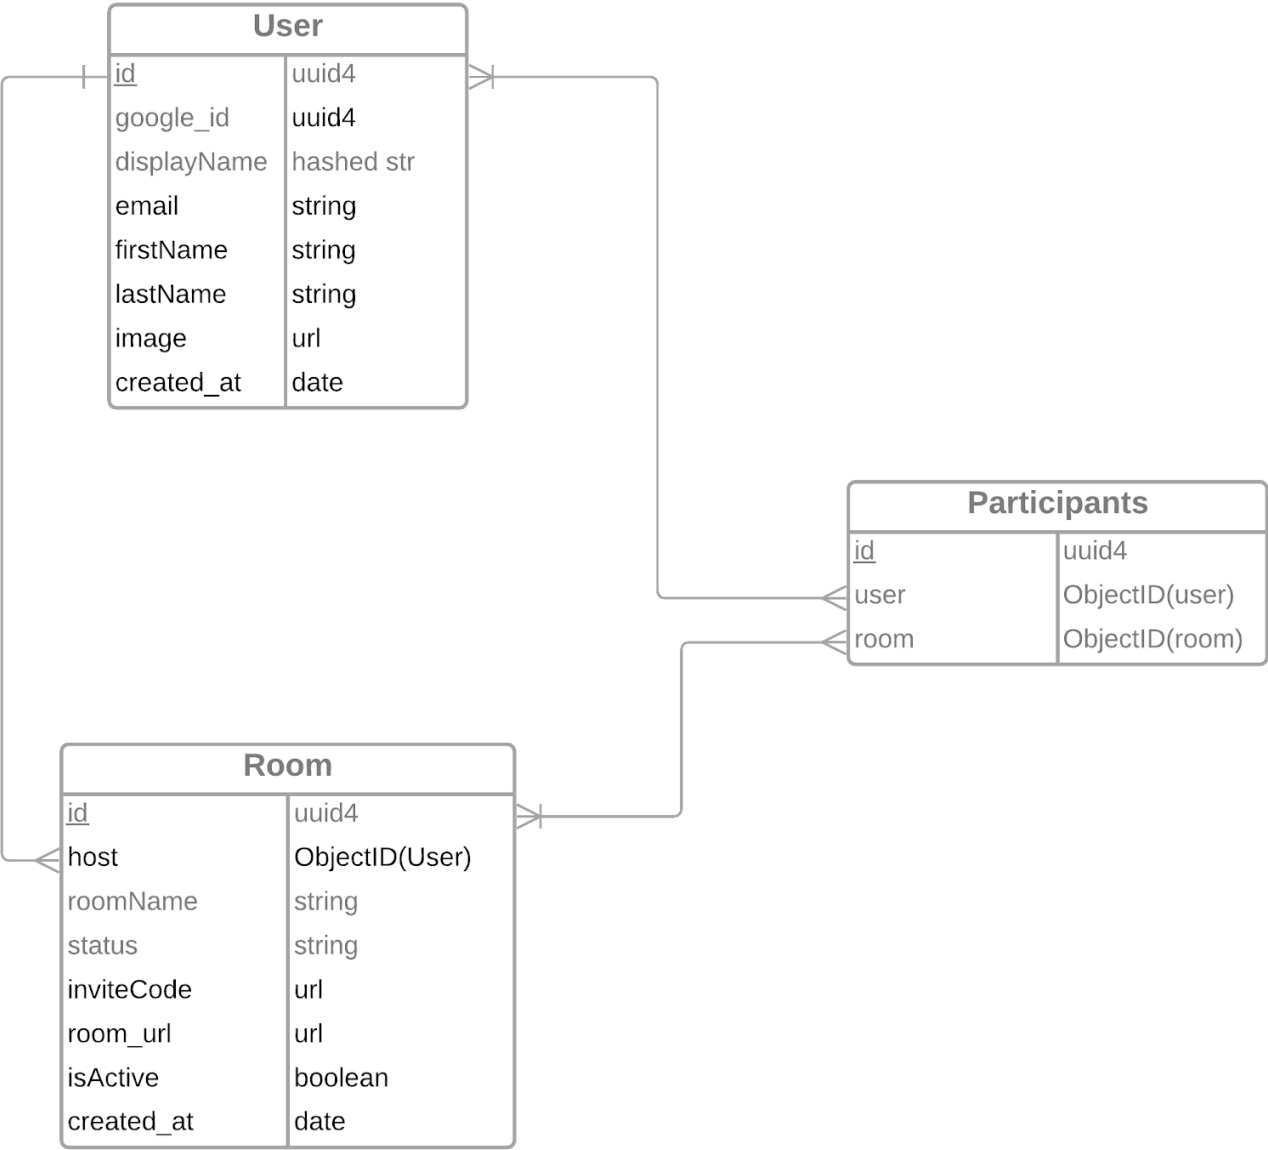 User
id uuid4
google_id uuid4
displayName hashed str
email string
firstName string
lastName string
image url
created_at date
Participants
id uuid4
user ObjectID(user)
room ObjectID(room)
Room
id uuid4
host ObjectID(User)
roomName string
status string
inviteCode url
room_url url
isActive boolean
created_at date